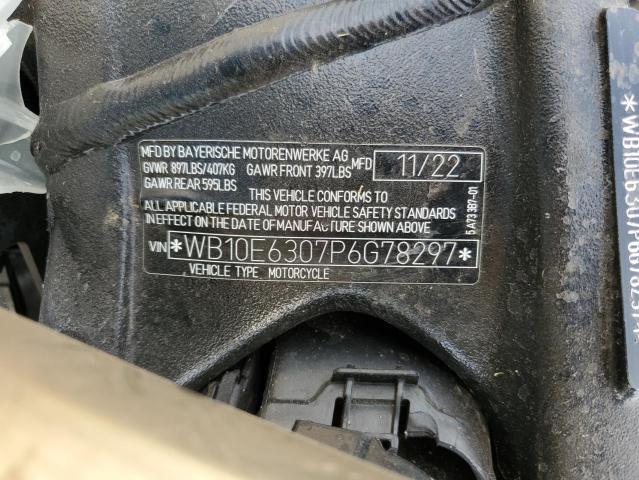 MFD BY BAYERISCHE MOTORENWERKE AG
GVWR 897LBS/407KG GAWR FRONT 397LBS
GAWR REAR 595LBS
MFD 11/22
THIS VEHICLE CONFORMS TO
ALL APPLICABLE FEDERAL MOTOR VEHICLE SAFETY STANDARDS
IN EFFECT ON THE DATE OF MANUFACTURE SHOWN ABOVE
VIN *WB10E6307P6G78297*
VEHICLE TYPE MOTORCYCLE
5A733B7-01